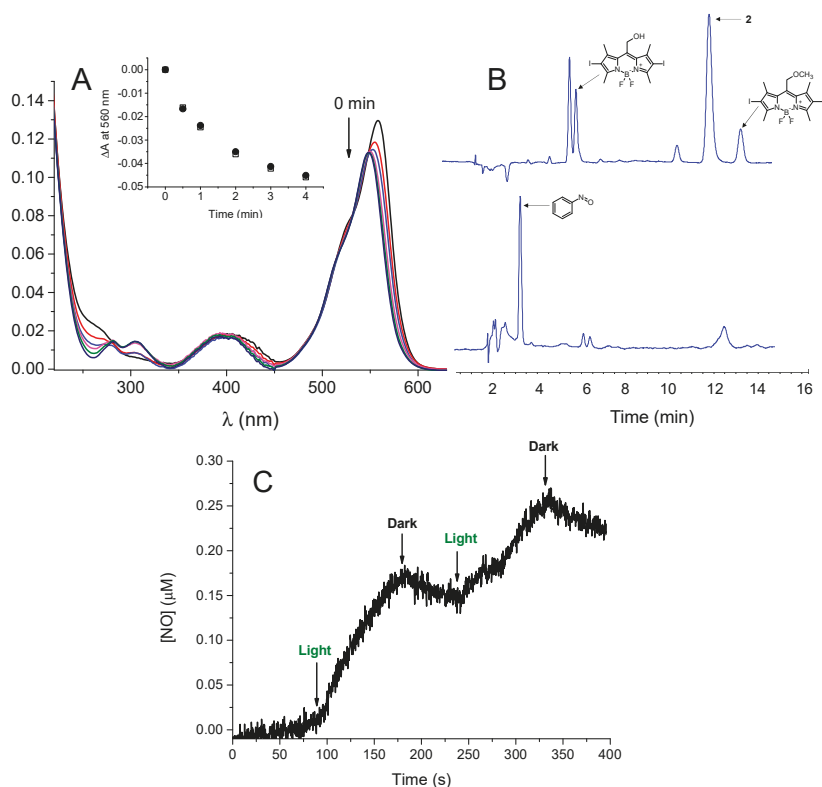 A
0 min
0.14
0.12
0.10
0.08
0.06
0.04
0.02
0.00
300
400
500
600
λ (nm)
0.00
-0.01
-0.02
-0.03
-0.04
-0.05
ΔA at 560 nm
0
1
2
3
4
Time (min)
B
OH
I
I
N
N+
B-
F
F
2
OCH3
I
I
N
N+
B-
F
F
N
O
2
4
6
8
10
12
14
16
Time (min)
C
Dark
Dark
Light
Light
0.30
0.25
0.20
0.15
0.10
0.05
0.00
[NO] (μM)
0
50
100
150
200
250
300
350
400
Time (s)